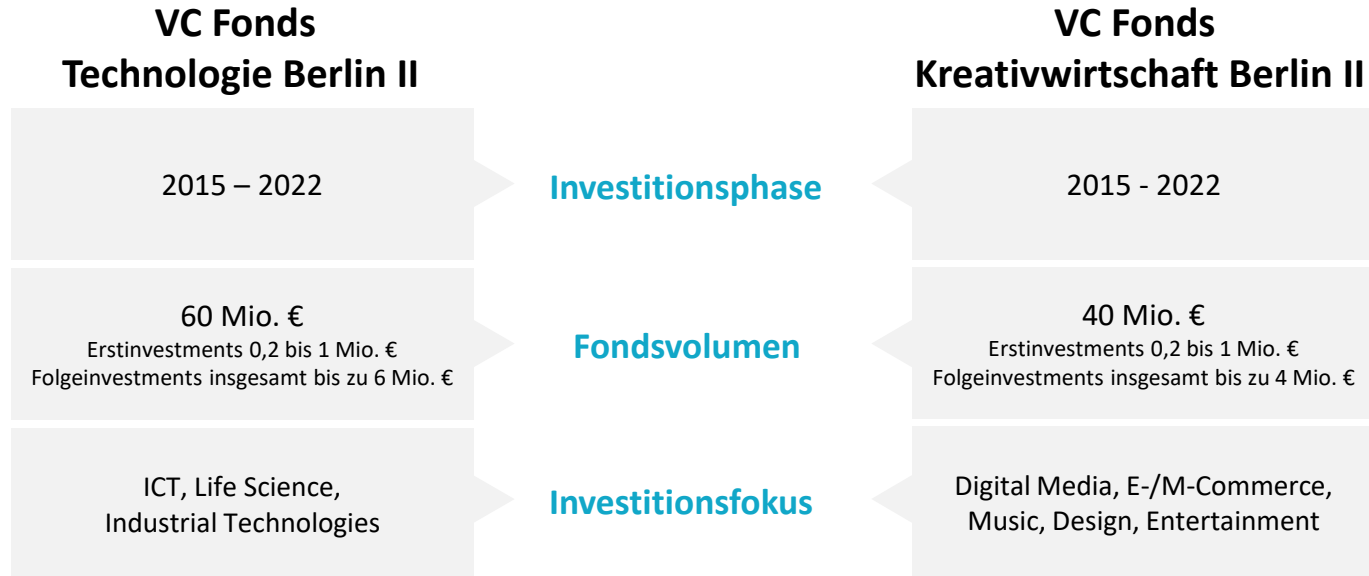 VC Fonds
Technologie Berlin II
VC Fonds
Kreativwirtschaft Berlin II
2015 – 2022
Investitionsphase
2015 - 2022
60 Mio. €
Erstinvestments 0,2 bis 1 Mio. €
Folgeinvestments insgesamt bis zu 6 Mio. €
Fondsvolumen
40 Mio. €
Erstinvestments 0,2 bis 1 Mio. €
Folgeinvestments insgesamt bis zu 4 Mio. €
ICT, Life Science,
Industrial Technologies
Investitionsfokus
Digital Media, E-/M-Commerce,
Music, Design, Entertainment